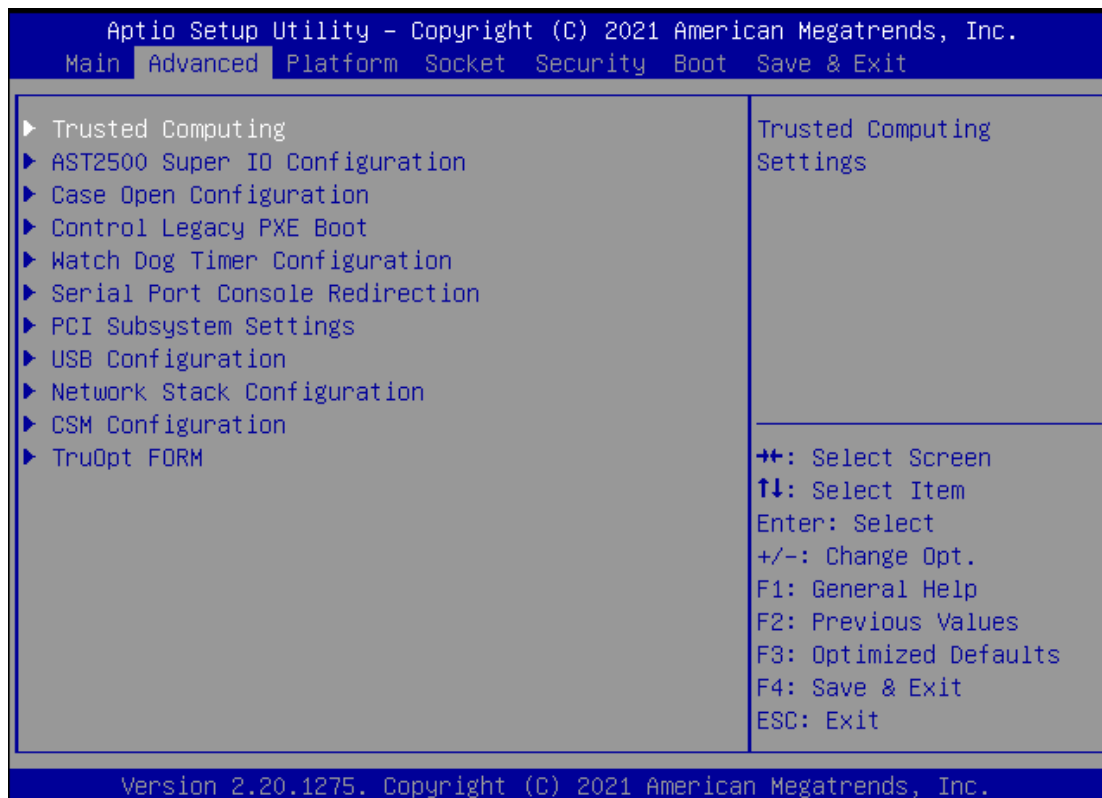 Aptio Setup Utility – Copyright (C) 2021 American Megatrends, Inc.
Main Advanced Platform Socket Security Boot Save & Exit
▶ Trusted Computing
▶ AST2500 Super IO Configuration
▶ Case Open Configuration
▶ Control Legacy PXE Boot
▶ Watch Dog Timer Configuration
▶ Serial Port Console Redirection
▶ PCI Subsystem Settings
▶ USB Configuration
▶ Network Stack Configuration
▶ CSM Configuration
▶ TruOpt FORM
Trusted Computing
Settings
→←: Select Screen
↑↓: Select Item
Enter: Select
+/-: Change Opt.
F1: General Help
F2: Previous Values
F3: Optimized Defaults
F4: Save & Exit
ESC: Exit
Version 2.20.1275. Copyright (C) 2021 American Megatrends, Inc.